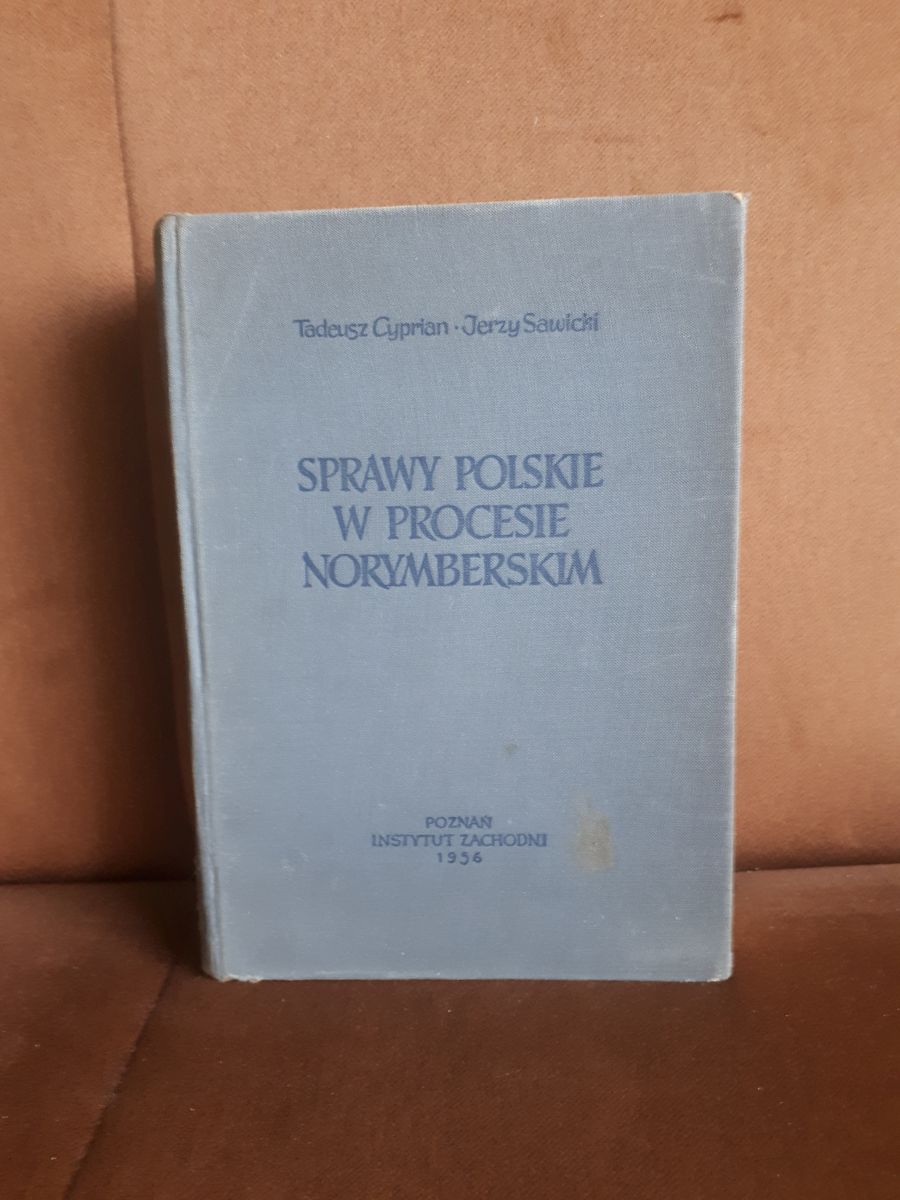 Tadeusz Cyprian · Jerzy Sawicki
SPRAWY POLSKIE
W PROCESIE
NORYMBERSKIM
POZNAŃ
INSTYTUT ZACHODNI
1956